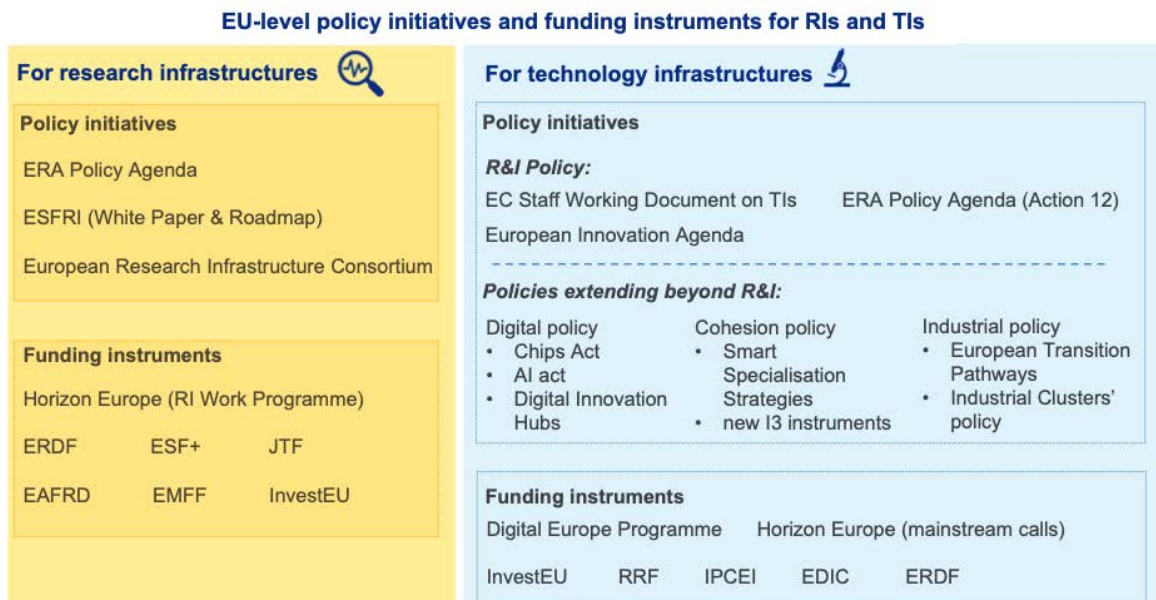 EU-level policy initiatives and funding instruments for RIs and TIs
For research infrastructures
Policy initiatives
ERA Policy Agenda
ESFRI (White Paper & Roadmap)
European Research Infrastructure Consortium
Funding instruments
Horizon Europe (RI Work Programme)
ERDF ESF+ JTF
EAFRD EMFF InvestEU
For technology infrastructures
Policy initiatives
R&I Policy:
EC Staff Working Document on TIs ERA Policy Agenda (Action 12)
European Innovation Agenda
Policies extending beyond R&I:
Digital policy
• Chips Act
• AI act
• Digital Innovation
Hubs
Cohesion policy
• Smart
Specialisation
Strategies
• new I3 instruments
Industrial policy
• European Transition
Pathways
• Industrial Clusters'
policy
Funding instruments
Digital Europe Programme Horizon Europe (mainstream calls)
InvestEU RRF IPCEI EDIC ERDF